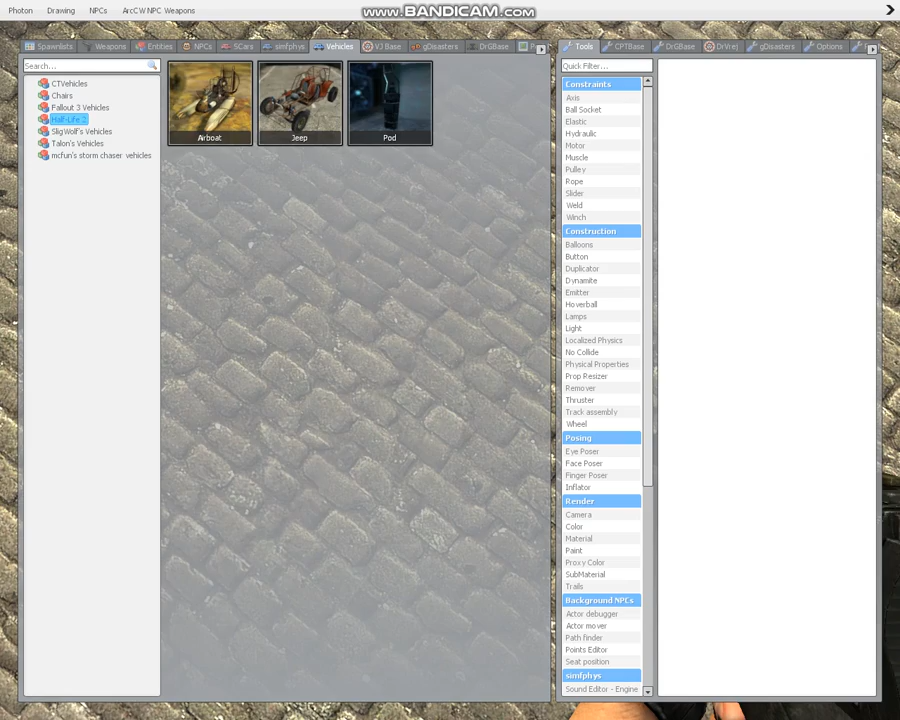 Photon Drawing NPCs ArcCW NPC Weapons
www.BANDICAM.com
Spawnlists Weapons Entities NPCs SCars simfphys Vehicles VJ Base gDisasters DrGBase
Tools CPTBase DrGBase DrVrej gDisasters Options
Search...
CTVehicles
Chairs
Fallout 3 Vehicles
Half-Life 2
SligWolf's Vehicles
Talon's Vehicles
mcfun's storm chaser vehicles
Airboat Jeep Pod
Quick Filter...
Constraints
Axis
Ball Socket
Elastic
Hydraulic
Motor
Muscle
Pulley
Rope
Slider
Weld
Winch
Construction
Balloons
Button
Duplicator
Dynamite
Emitter
Hoverball
Lamps
Light
Localized Physics
No Collide
Physical Properties
Prop Resizer
Remover
Thruster
Track assembly
Wheel
Posing
Eye Poser
Face Poser
Finger Poser
Inflator
Render
Camera
Color
Material
Paint
Proxy Color
SubMaterial
Trails
Background NPCs
Actor debugger
Actor mover
Path finder
Points Editor
Seat position
simfphys
Sound Editor - Engine